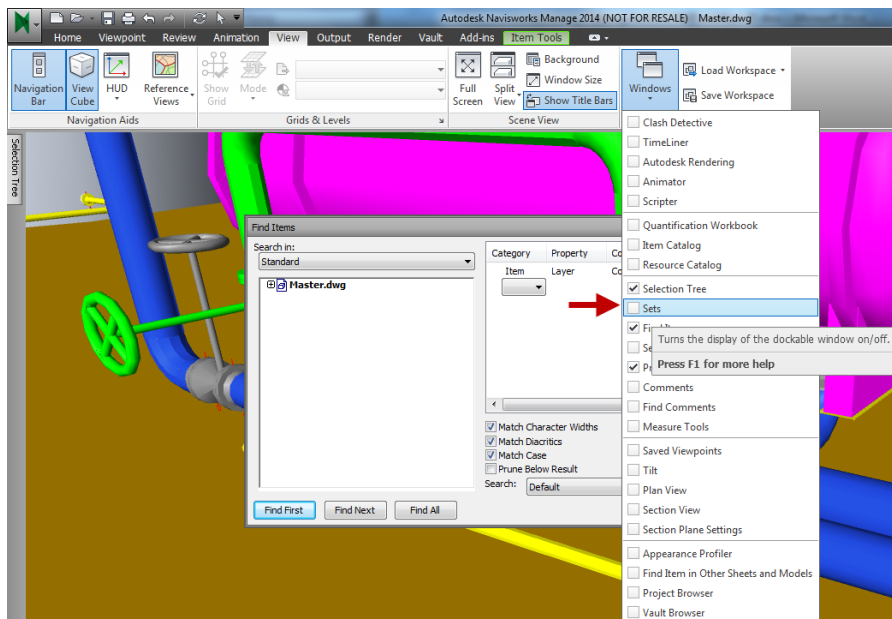 Autodesk Navisworks Manage 2014 (NOT FOR RESALE) Master.dwg
Home Viewpoint Review Animation View Output Render Vault Add-ins Item Tools
Navigation Bar
View Cube
HUD
Reference Views
Show Grid
Mode
Full Screen
Split View
Background
Window Size
Show Title Bars
Windows
Load Workspace
Save Workspace
Navigation Aids
Grids & Levels
Scene View
Selection Tree
Clash Detective
TimeLiner
Autodesk Rendering
Animator
Scripter
Quantification Workbook
Item Catalog
Resource Catalog
Selection Tree
Sets
Turns the display of the dockable window on/off.
Press F1 for more help
Comments
Find Comments
Measure Tools
Saved Viewpoints
Tilt
Plan View
Section View
Section Plane Settings
Appearance Profiler
Find Item in Other Sheets and Models
Project Browser
Vault Browser
Find Items
Search in:
Standard
Master.dwg
Category Property Co
Item Layer Co
Match Character Widths
Match Diacritics
Match Case
Prune Below Result
Search: Default
Find First Find Next Find All